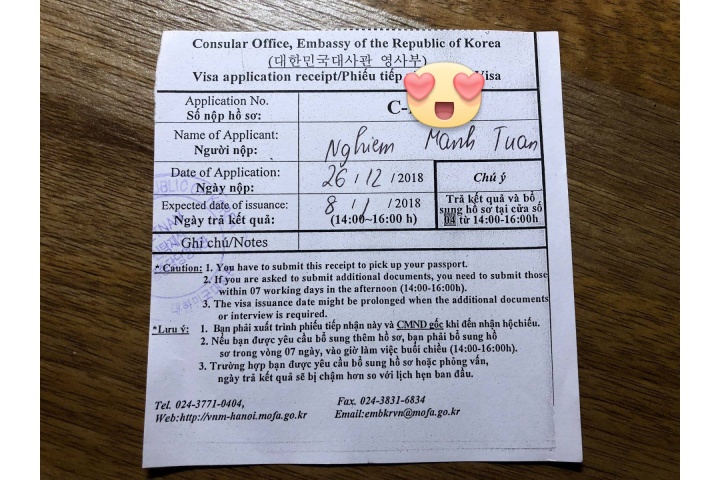 Consular Office, Embassy of the Republic of Korea
(대한민국대사관 영사부)
Visa application receipt/Phiếu tiếp Visa
Application No.
Số nộp hồ sơ:
C-
Name of Applicant:
Người nộp:
Nghiem Manh Tuan
Date of Application:
Ngày nộp:
26 / 12 / 2018
Expected date of issuance:
Ngày trả kết quả:
8 / 1 / 2018
(14:00~16:00 h)
Chú ý
Trả kết quả và bổ
sung hồ sơ tại cửa số
04 từ 14-16:00h
Ghi chú/Notes
* Caution: 1. You have to submit this receipt to pick up your passport.
2. If you are asked to submit additional documents, you need to submit those
within 07 working days in the afternoon (14:00-16:00).
3. The visa issuance date might be prolonged when the additional documents
or interview is required.
*Lưu ý: 1. Bạn phải xuất trình phiếu tiếp nhận này và CMND gốc khi đến nhận hộchiếu.
2. Nếu bạn được yêu cầu bổ sung thêm hồ sơ, bạn phải bổ sung hồ
sơ trong vòng 07 ngày, vào giờ làm việc buổi chiều (14:00-16:00).
3. Trường hợp bạn được yêu cầu bổ sung hồ sơ hoặc phỏng vấn,
ngày trả kết quả sẽ bị chậm hơn so với lịch hẹn ban đầu.
Tel. 024-3771-0404, Fax. 024-3831-6834
Web:http://vnm-hanoi.mofa.go.kr Email:embkrvn@mofa.go.kr